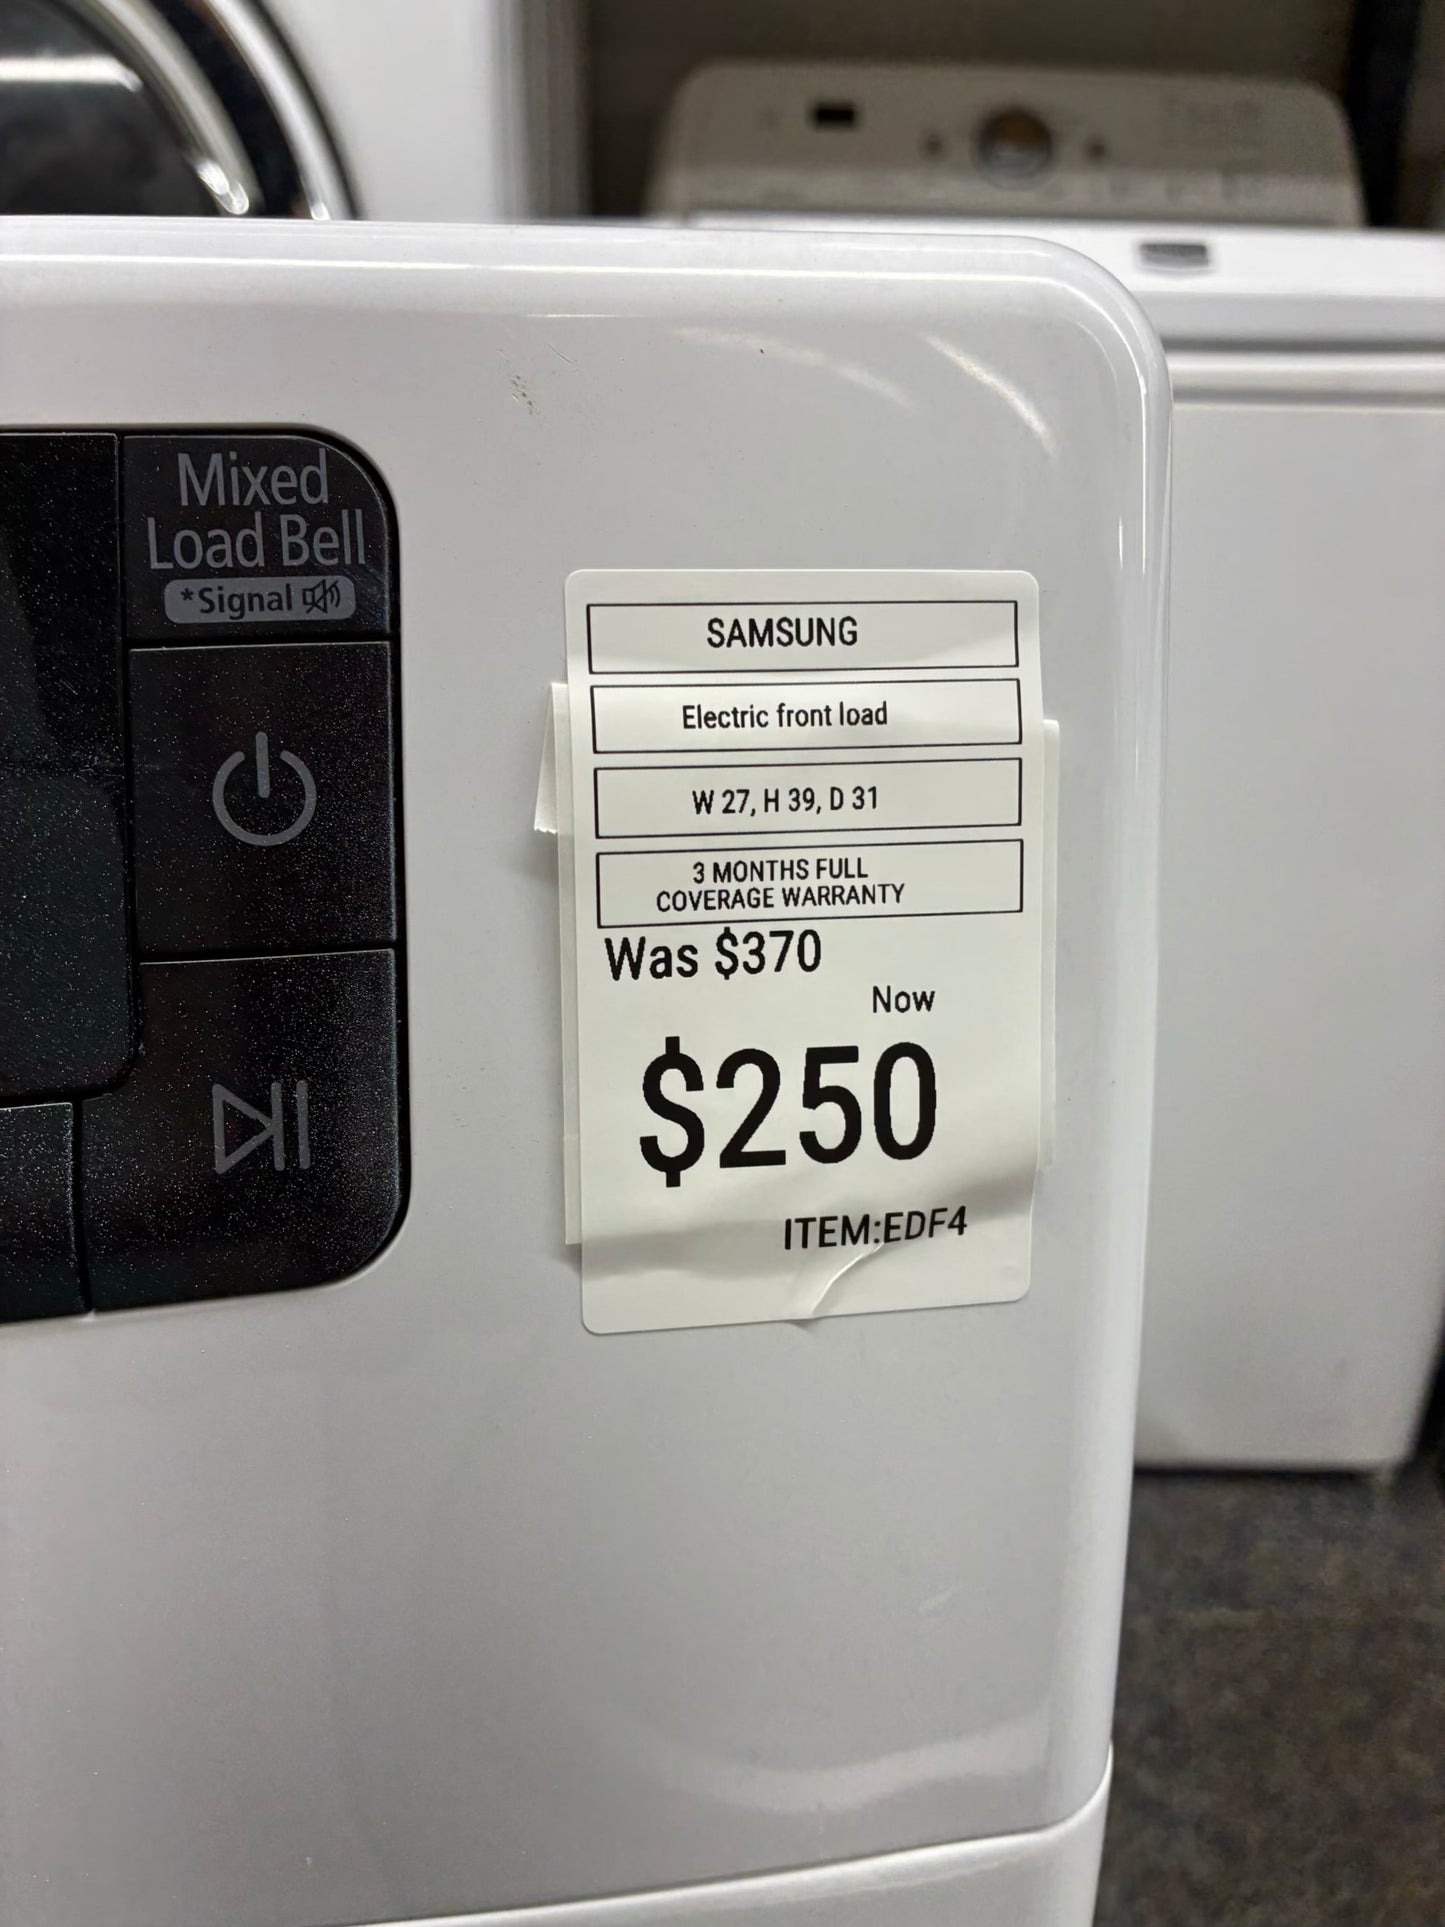 Mixed
Load Bell
*Signal
SAMSUNG
Electric front load
W 27, H 39, D 31
3 MONTHS FULL
COVERAGE WARRANTY
Was $370
Now
$250
ITEM:EDF4